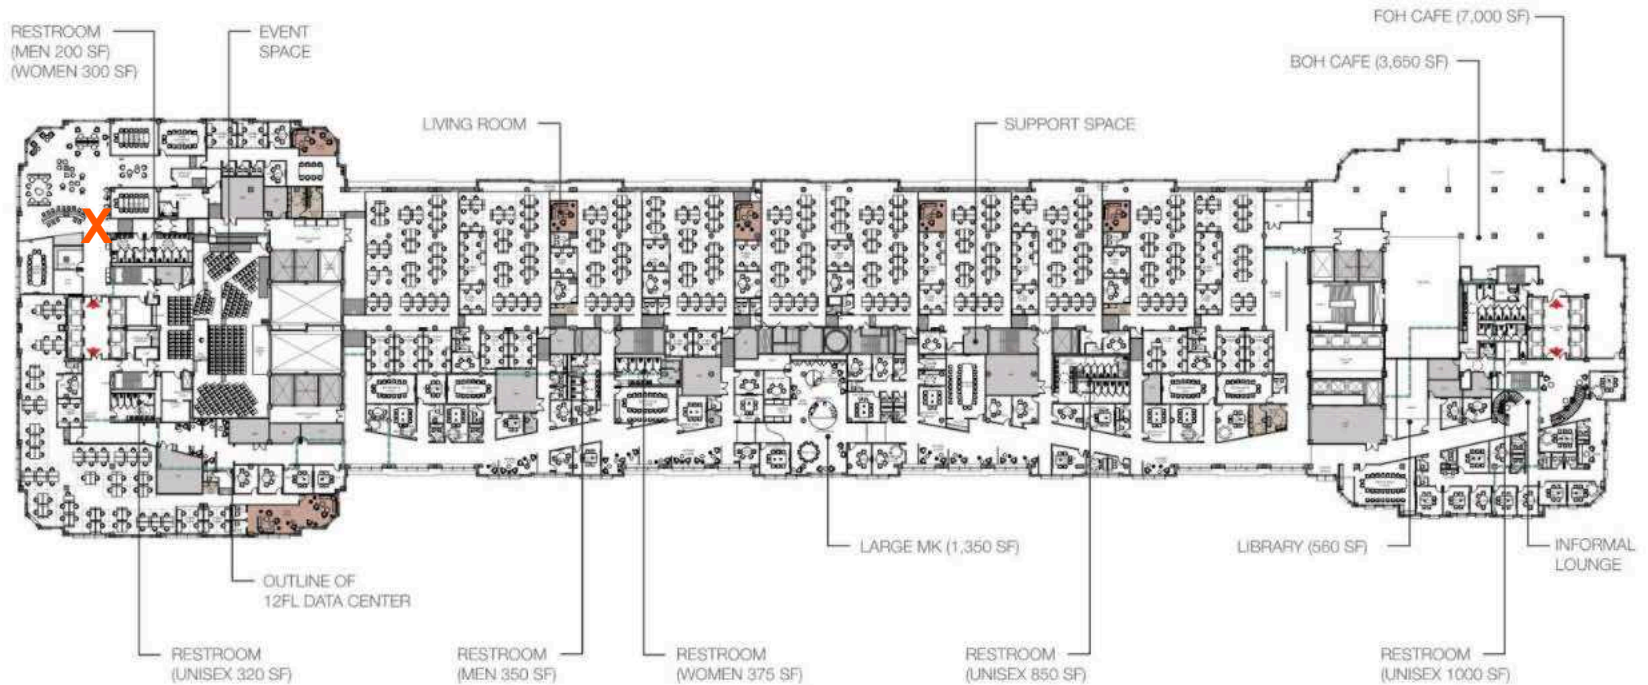 RESTROOM
(MEN 200 SF)
(WOMEN 300 SF)
EVENT
SPACE
FOH CAFE (7,000 SF)
BOH CAFE (3,650 SF)
LIVING ROOM
SUPPORT SPACE
X
LARGE MK (1,350 SF)
LIBRARY (560 SF)
INFORMAL
LOUNGE
OUTLINE OF
12FL DATA CENTER
RESTROOM
(UNISEX 320 SF)
RESTROOM
(MEN 350 SF)
RESTROOM
(WOMEN 375 SF)
RESTROOM
(UNISEX 850 SF)
RESTROOM
(UNISEX 1000 SF)